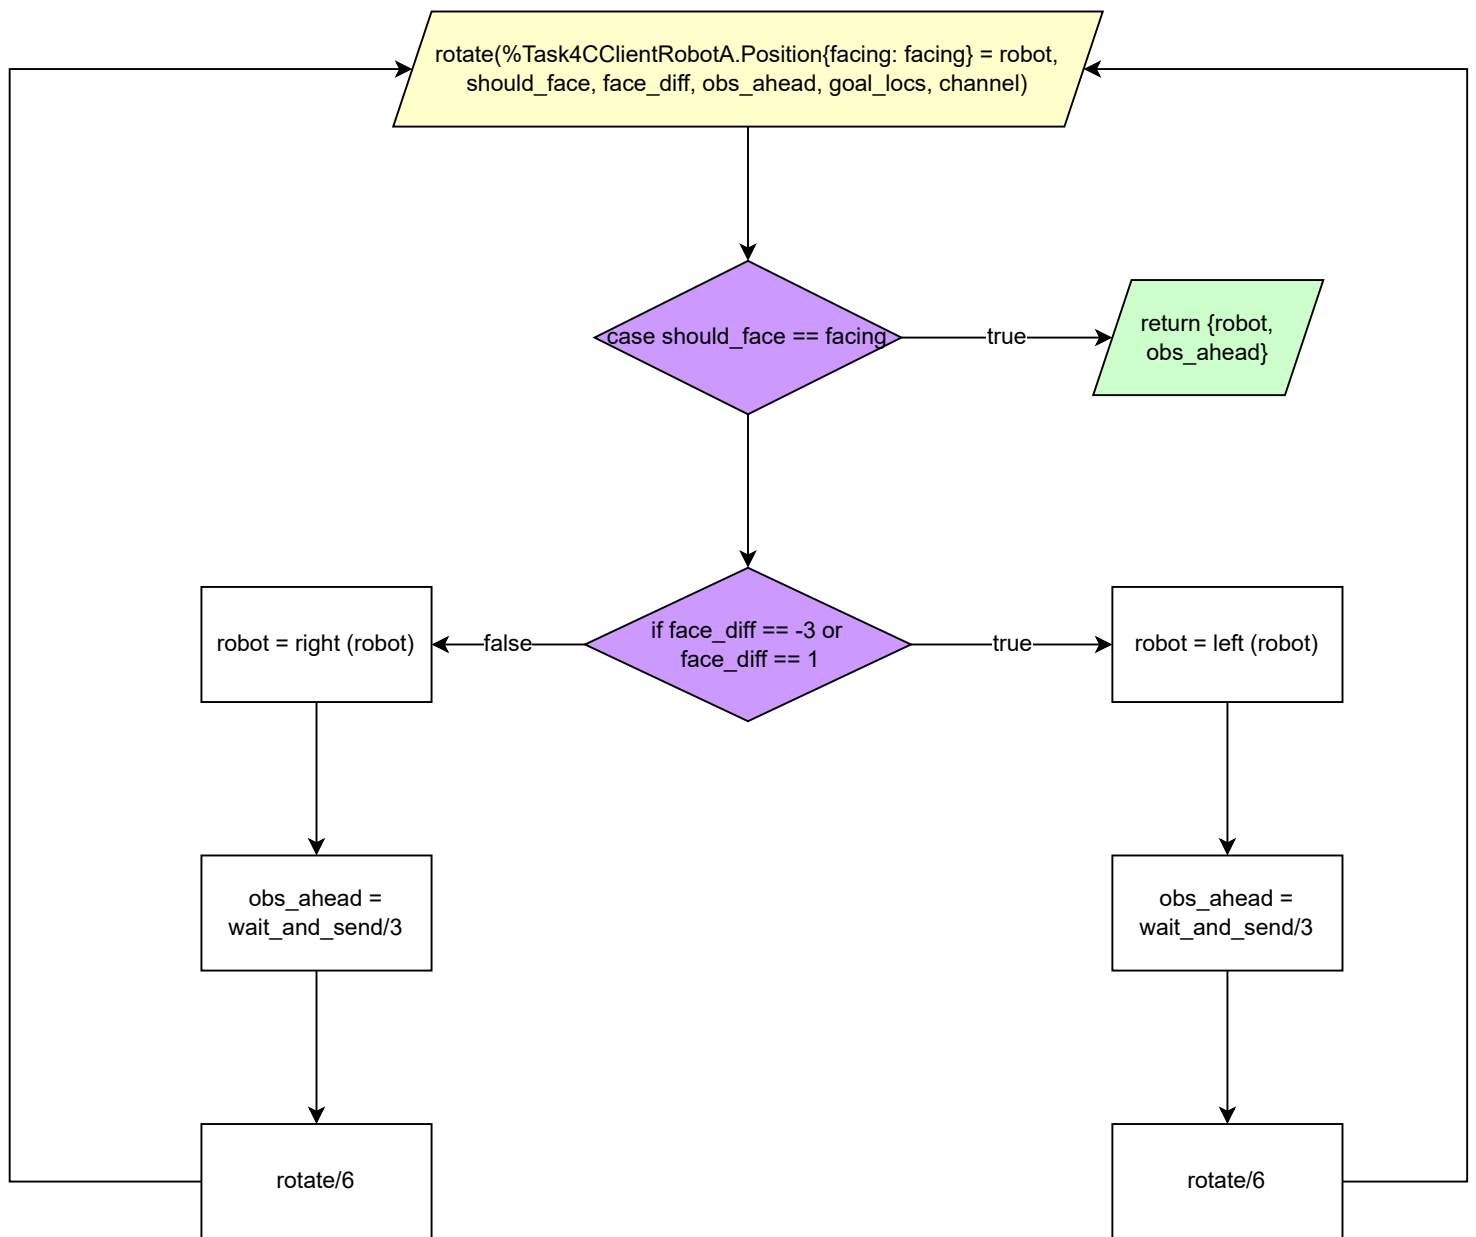 rotate(%Task4CClientRobotA.Position{facing: facing} = robot,
should_face, face_diff, obs_ahead, goal_locs, channel)
case should_face == facing
true
return {robot,
obs_ahead}
robot = right (robot)
false
if face_diff == -3 or
face_diff == 1
true
robot = left (robot)
obs_ahead =
wait_and_send/3
obs_ahead =
wait_and_send/3
rotate/6
rotate/6